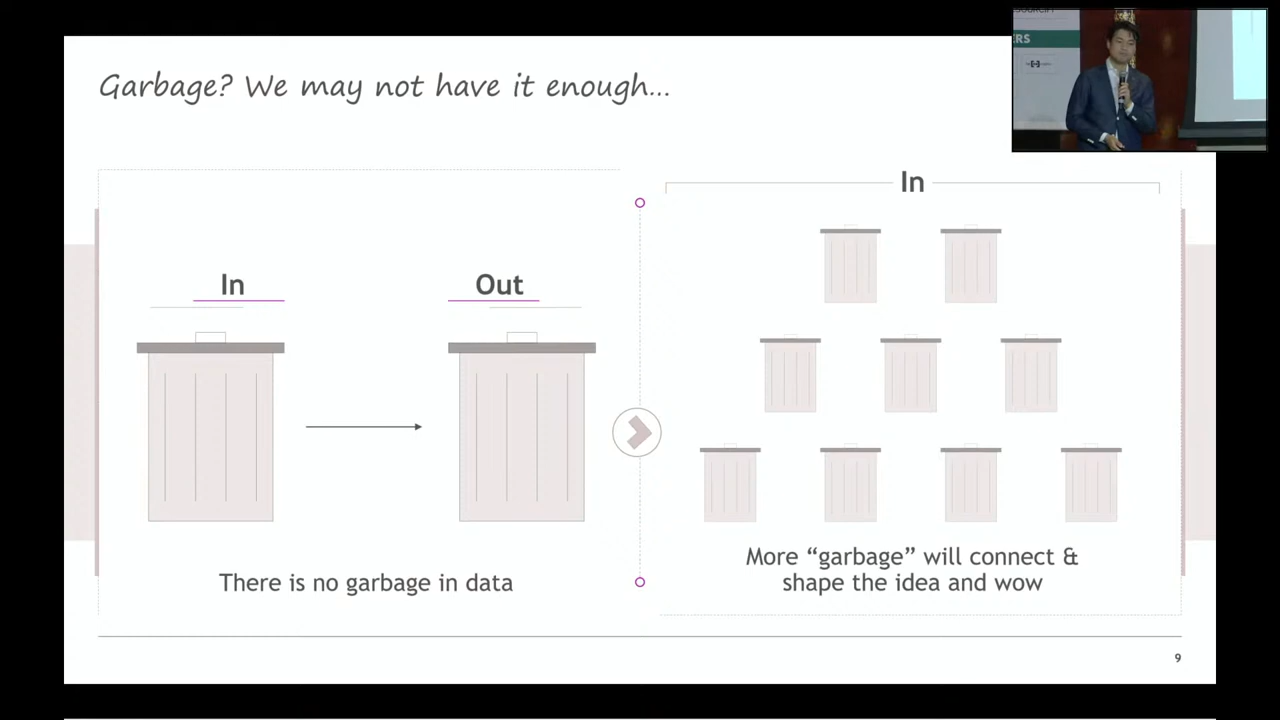 Garbage? We may not have it enough...
ERS
In
Out
There is no garbage in data
In
More “garbage” will connect &
shape the idea and wow
9